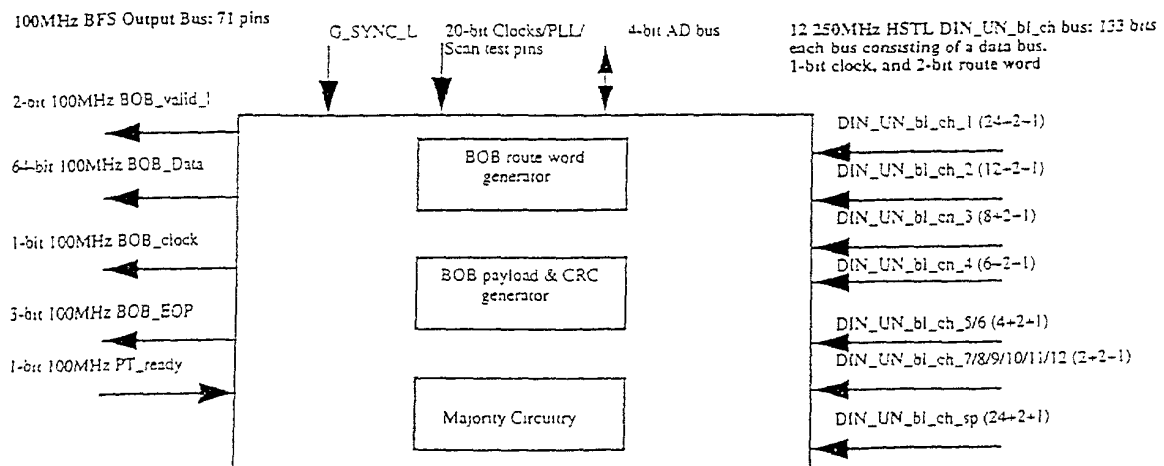 100MHz BFS Output Bus: 71 pins
G_SYNC_L
20-bit Clocks/PLL/
Scan test pins
4-bit AD bus
12 250MHz HSTL DIN_UN_bl_ch bus: 133 bits
each bus consisting of a data bus.
1-bit clock, and 2-bit route word
2-bit 100MHz BOB_valid_l
64-bit 100MHz BOB_Data
1-bit 100MHz BOB_clock
3-bit 100MHz BOB_EOP
1-bit 100MHz PT_ready
BOB route word
generator
BOB payload & CRC
generator
Majority Circuitry
DIN_UN_bl_ch_1 (24+2+1)
DIN_UN_bl_ch_2 (12+2+1)
DIN_UN_bl_ch_3 (8+2+1)
DIN_UN_bl_ch_4 (6+2+1)
DIN_UN_bl_ch_5/6 (4+2+1)
DIN_UN_bl_ch_7/8/9/10/11/12 (2+2+1)
DIN_UN_bl_ch_sp (24+2+1)